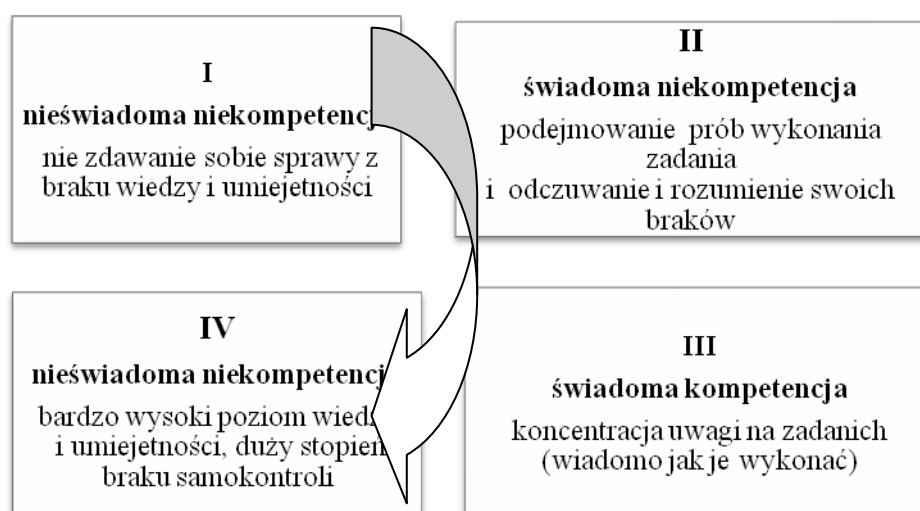 I
nieświadoma niekompetencj
nie zdawanie sobie sprawy z
braku wiedzy i umiejetności
II
świadoma niekompetencja
podejmowanie prób wykonania
zadania
i odczuwanie i rozumienie swoich
braków
IV
nieświadoma niekompetencj
bardzo wysoki poziom wiedz
i umiejetności, duży stopień
braku samokontroli
III
świadoma kompetencja
koncentracja uwagi na zadanich
(wiadomo jak je wykonać)